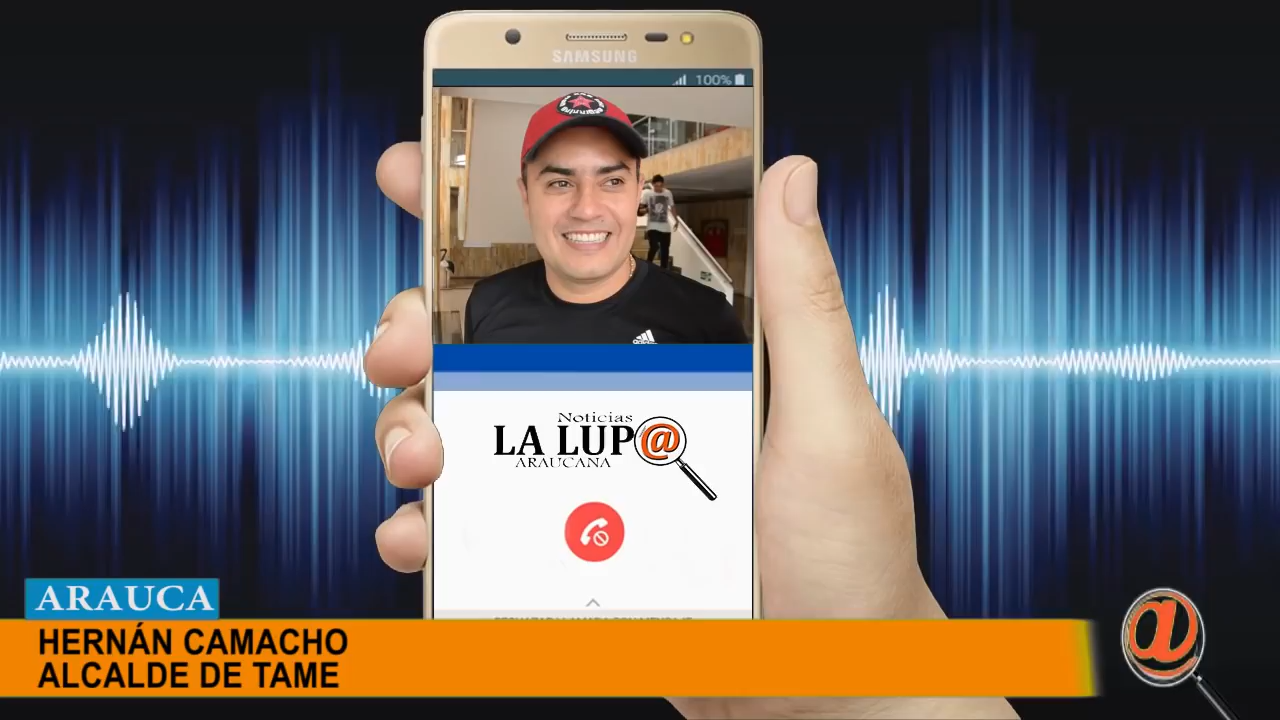 SAMSUNG
100%
Noticias
LA LUP@
ARAUCANA
ARAUCA
HERNÁN CAMACHO
ALCALDE DE TAME
@